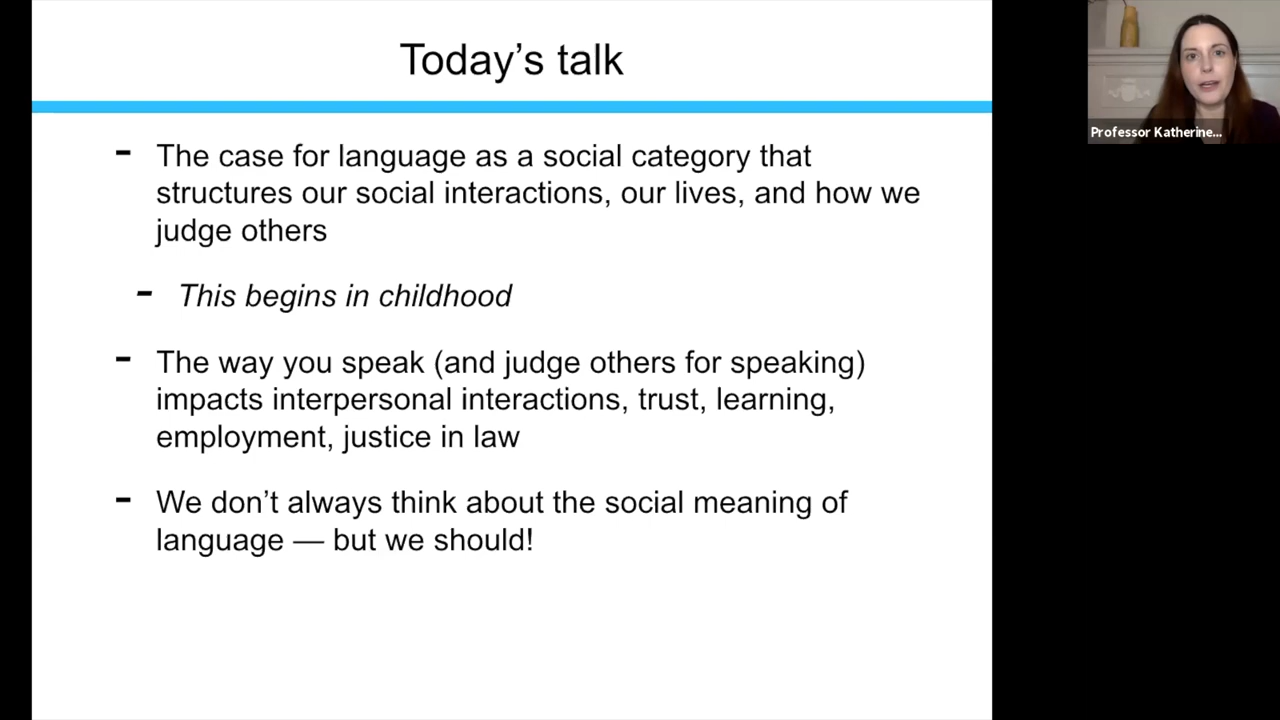 Today’s talk
- The case for language as a social category that
structures our social interactions, our lives, and how we
judge others
- This begins in childhood
- The way you speak (and judge others for speaking)
impacts interpersonal interactions, trust, learning,
employment, justice in law
- We don’t always think about the social meaning of
language — but we should!
Professor Katherine...